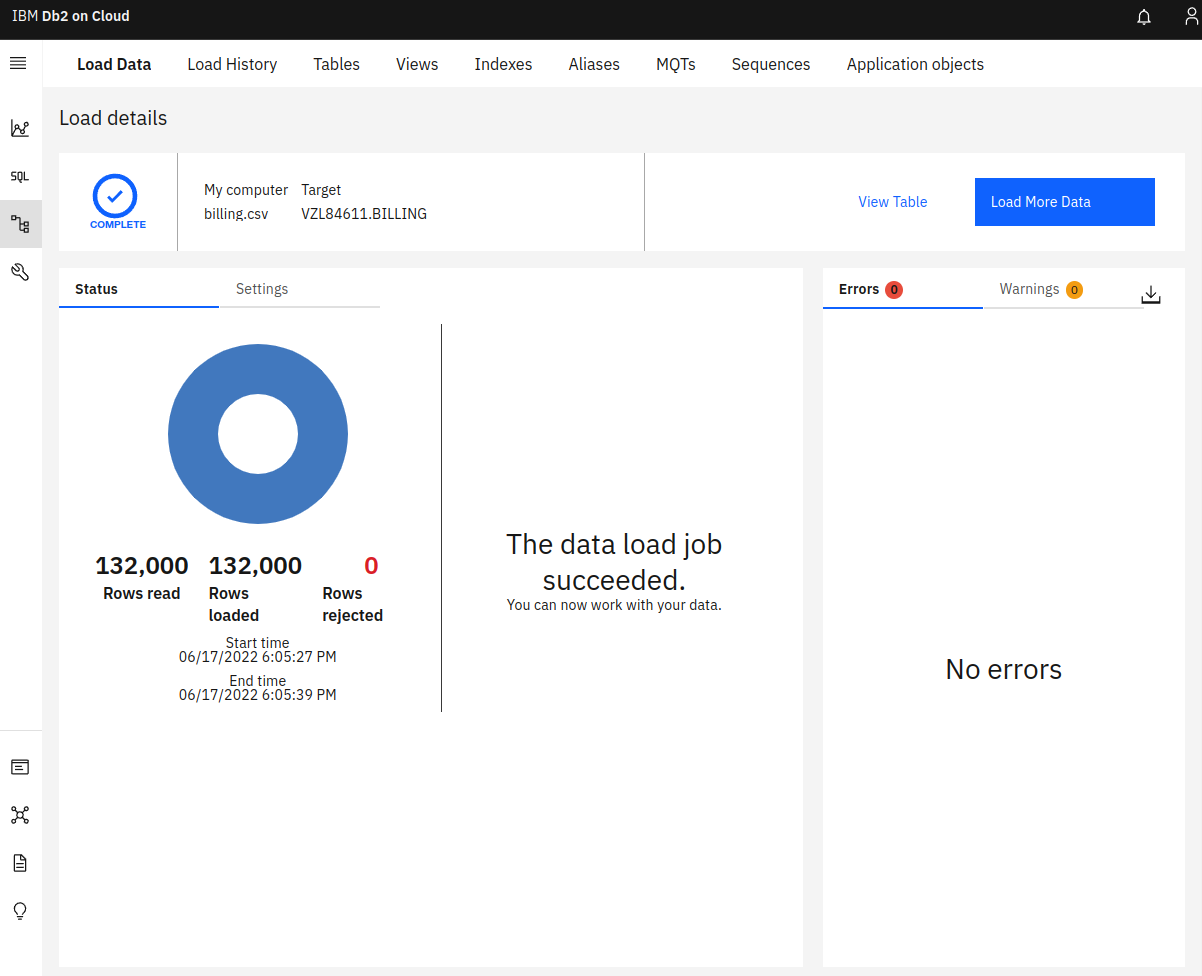 IBM Db2 on Cloud
Load Data Load History Tables Views Indexes Aliases MQTs Sequences Application objects
SQL
Load details
COMPLETE
My computer Target
billing.csv VZL84611.BILLING
View Table
Load More Data
Status Settings
132,000 132,000 0
Rows read Rows loaded Rows rejected
Start time
06/17/2022 6:05:27 PM
End time
06/17/2022 6:05:39 PM
The data load job
succeeded.
You can now work with your data.
Errors 0 Warnings 0
No errors